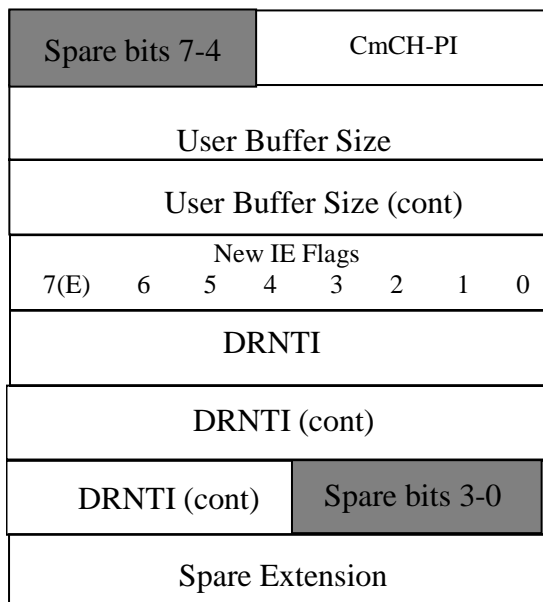 Spare bits 7-4 CmCH-PI
User Buffer Size
User Buffer Size (cont)
New IE Flags
7(E) 6 5 4 3 2 1 0
DRNTI
DRNTI (cont)
DRNTI (cont) Spare bits 3-0
Spare Extension